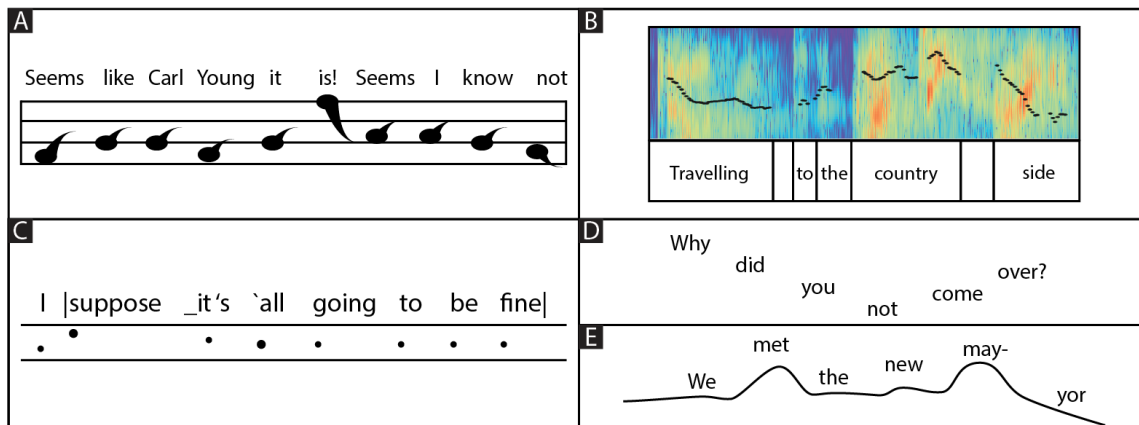 A
Seems like Carl Young it is! Seems I know not
B
Travelling to the country side
C
I |suppose _it's `all going to be fine|
D
Why did you not come over?
E
We met the new may- yor